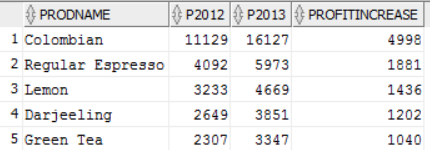 PRODNAME P2012 P2013 PROFITINCREASE
1 Colombian 11129 16127 4998
2 Regular Espresso 4092 5973 1881
3 Lemon 3233 4669 1436
4 Darjeeling 2649 3851 1202
5 Green Tea 2307 3347 1040